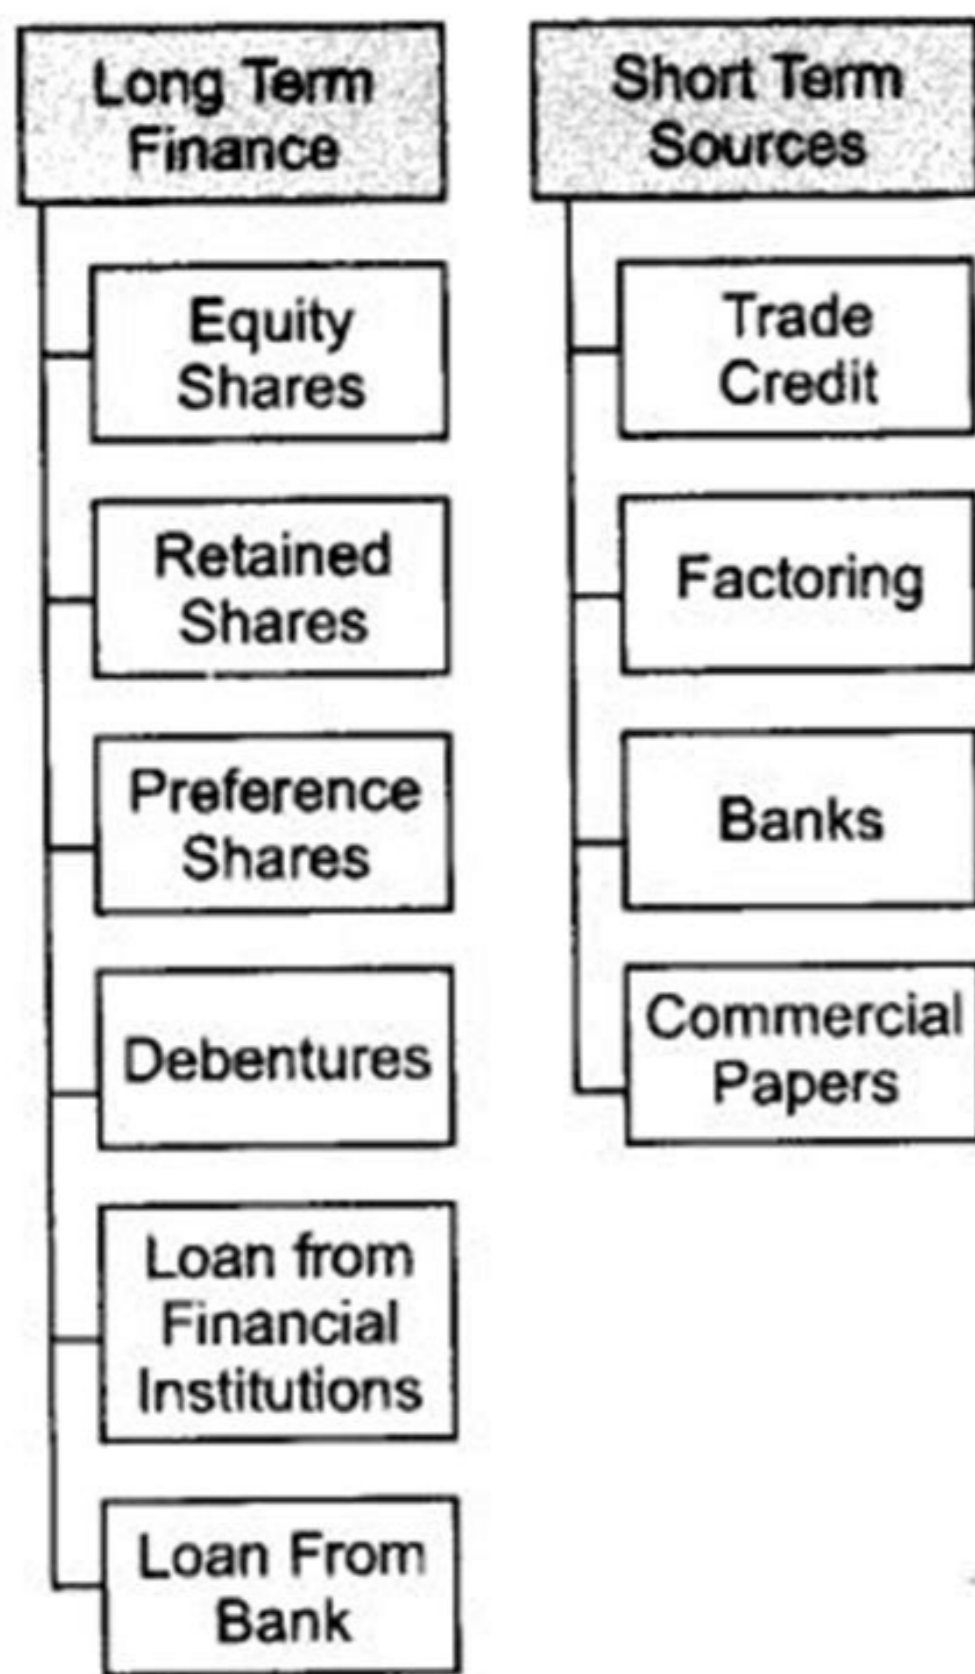 Long Term
Finance
Equity
Shares
Retained
Shares
Preference
Shares
Debentures
Loan from
Financial
Institutions
Loan From
Bank
Short Term
Sources
Trade
Credit
Factoring
Banks
Commercial
Papers